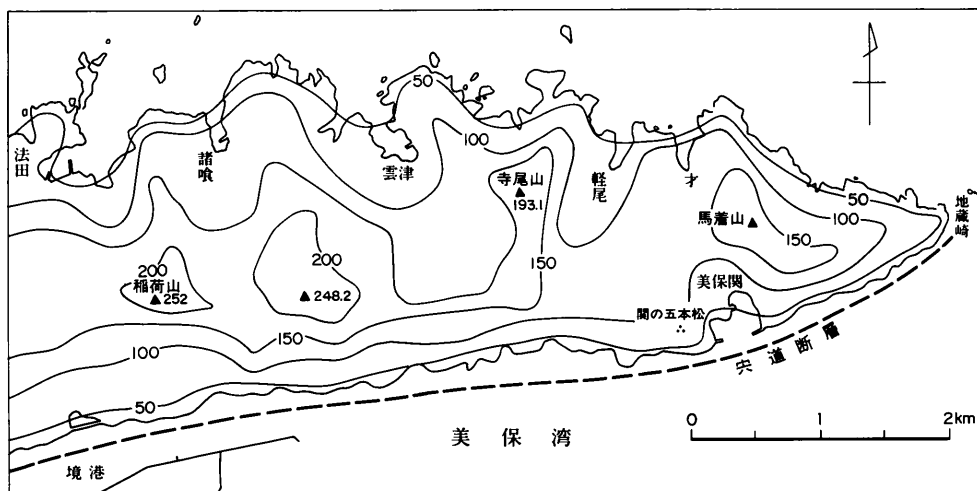 50
法田
諸喰
雲津
100
寺尾山
193.1
軽尾
才
馬着山
50
100
150
地蔵崎
200
稲荷山
252
200
248.2
150
美保関
関の五本松
150
100
50
宍道断層
美保湾
境港
0 1 2km